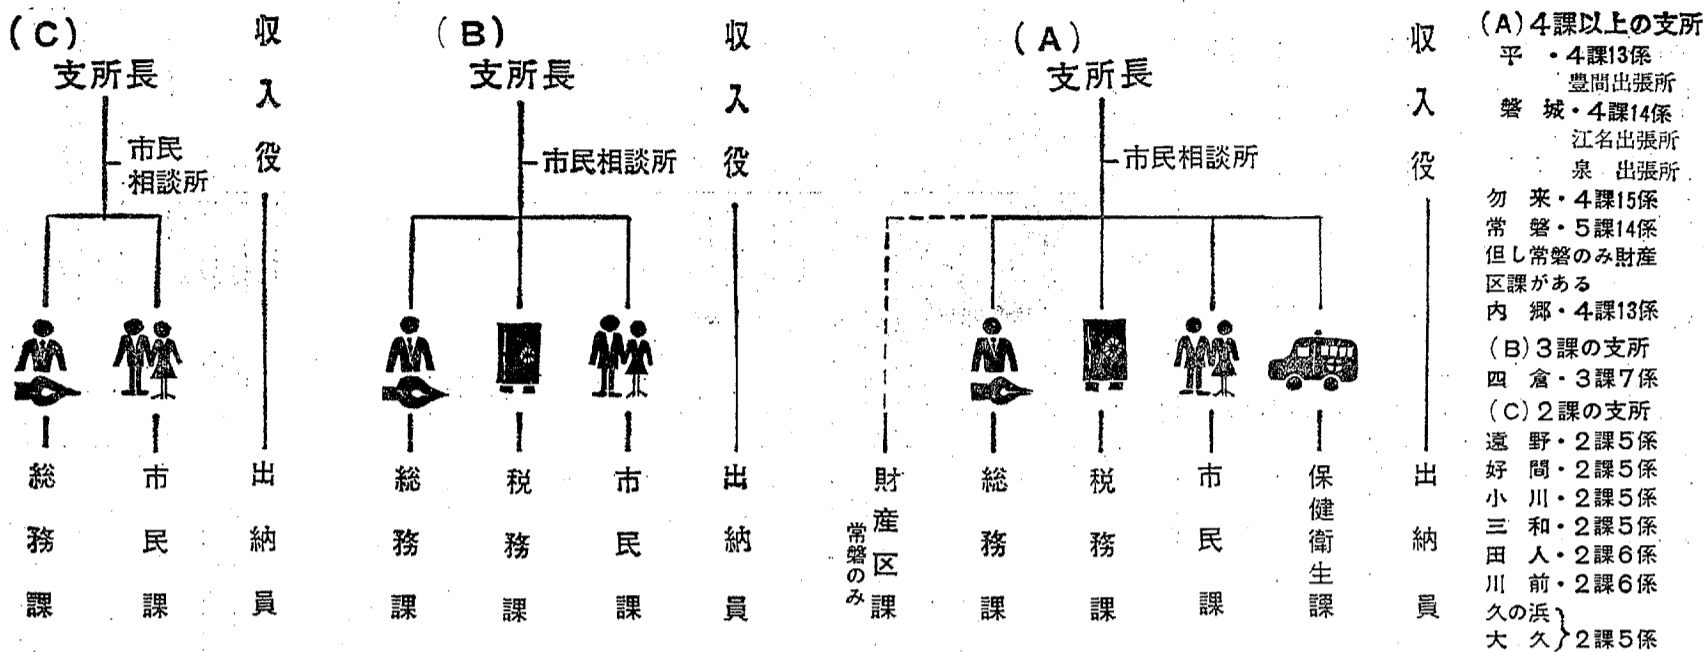 (A)4課以上の支所
平・4課13係
豊間出張所
磐城・4課14係
江名出張所
泉出張所
勿来・4課15係
常磐・5課14係
但し常磐のみ財産
区課がある
内郷・4課13係
(B)3課の支所
四倉・3課7係
(C)2課の支所
遠野・2課5係
好間・2課5係
小川・2課5係
三和・2課5係
田人・2課6係
川前・2課6係
久の浜
大久}2課5係
(A)
支所長
市民相談所
収入役
出納員
保健衛生課
市民課
税務課
総務課
財産区課
常磐のみ
(B)
支所長
市民相談所
収入役
出納員
市民課
税務課
総務課
(C)
支所長
市民
相談所
収入役
出納員
市民課
総務課